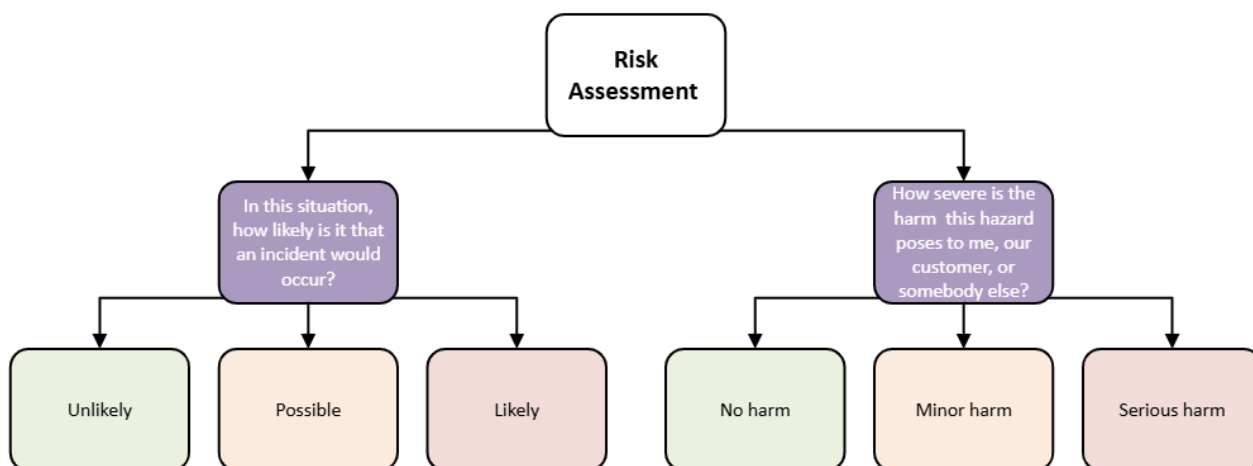 Risk
Assessment
In this situation,
how likely is it that
an incident would
occur?
How severe is the
harm this hazard
poses to me, our
customer, or
somebody else?
Unlikely
Possible
Likely
No harm
Minor harm
Serious harm